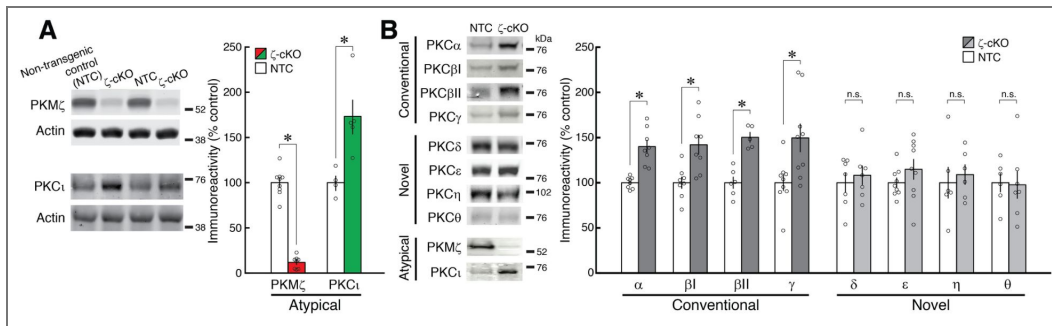 A
Non-transgenic
control
(NTC)
ζ-cKO
NTC
ζ-cKO
PKMζ
52
Actin
38
PKCι
76
Actin
38
Immunoreactivity (% control)
250
200
150
100
50
0
ζ-cKO
NTC
*
*
PKMζ PKCι
Atypical
B
NTC ζ-cKO kDa
Conventional
PKCα 76
PKCβI 76
PKCβII 76
PKCγ 76
Novel
PKCδ 76
PKCε 76
PKCη 102
PKCθ 76
Atypical
PKMζ 52
PKCι 76
Immunoreactivity (% control)
250
200
150
100
50
0
ζ-cKO
NTC
* * * * n.s. n.s. n.s. n.s.
α βI βII γ δ ε η θ
Conventional Novel